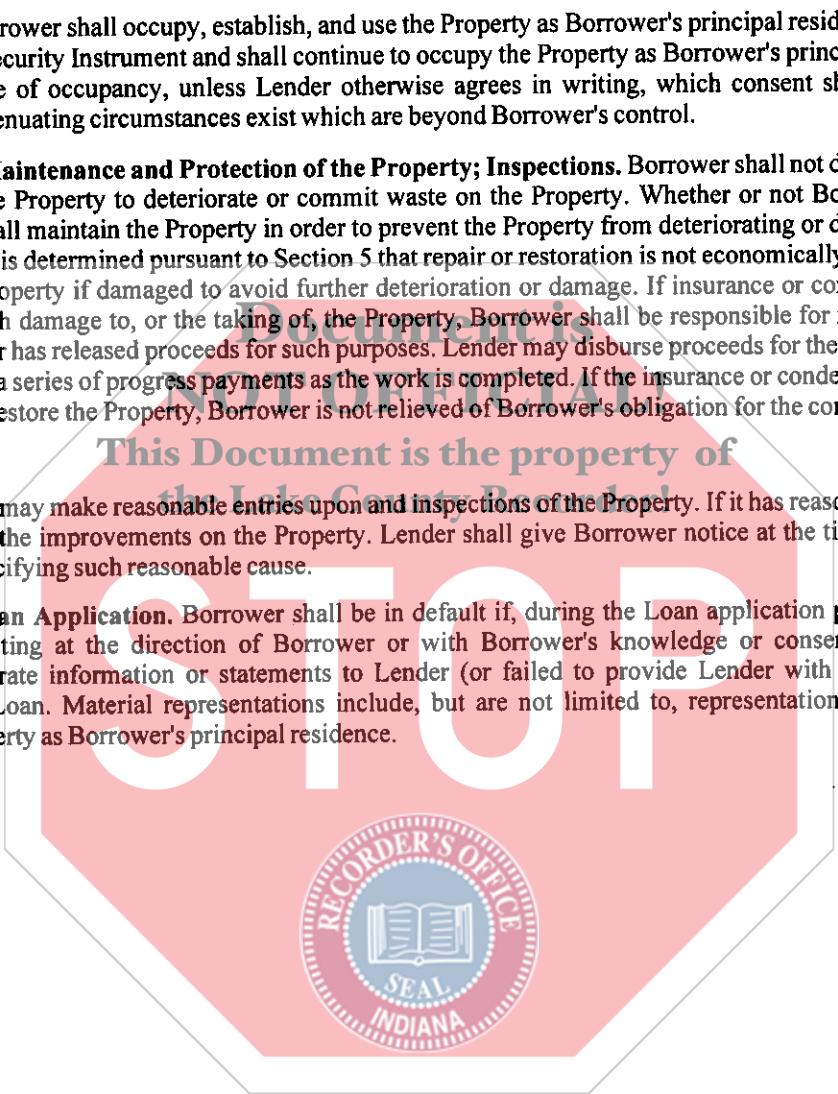 rrower shall occupy, establish, and use the Property as Borrower's principal resid
ecurity Instrument and shall continue to occupy the Property as Borrower's princ
e of occupancy, unless Lender otherwise agrees in writing, which consent sh
enuating circumstances exist which are beyond Borrower's control.
aintenance and Protection of the Property; Inspections. Borrower shall not d
e Property to deteriorate or commit waste on the Property. Whether or not Bo
all maintain the Property in order to prevent the Property from deteriorating or d
is determined pursuant to Section 5 that repair or restoration is not economically
operty if damaged to avoid further deterioration or damage. If insurance or co
h damage to, or the taking of, the Property, Borrower shall be responsible for
Document is
r has released proceeds for such purposes. Lender may disburse proceeds for the
a series of progress payments as the work is completed. If the insurance or conde
NOT OFFICIAL!
estore the Property, Borrower is not relieved of Borrower's obligation for the co
This Document is the property of
the Lake County Recorder!
may make reasonable entries upon and inspections of the Property. If it has reaso
the improvements on the Property. Lender shall give Borrower notice at the ti
cifying such reasonable cause.
an Application. Borrower shall be in default if, during the Loan application p
ting at the direction of Borrower or with Borrower's knowledge or conse
rate information or statements to Lender (or failed to provide Lender with
Loan. Material representations include, but are not limited to, representation
erty as Borrower's principal residence.
STOP
RECORDER'S OFFICE
SEAL
INDIANA